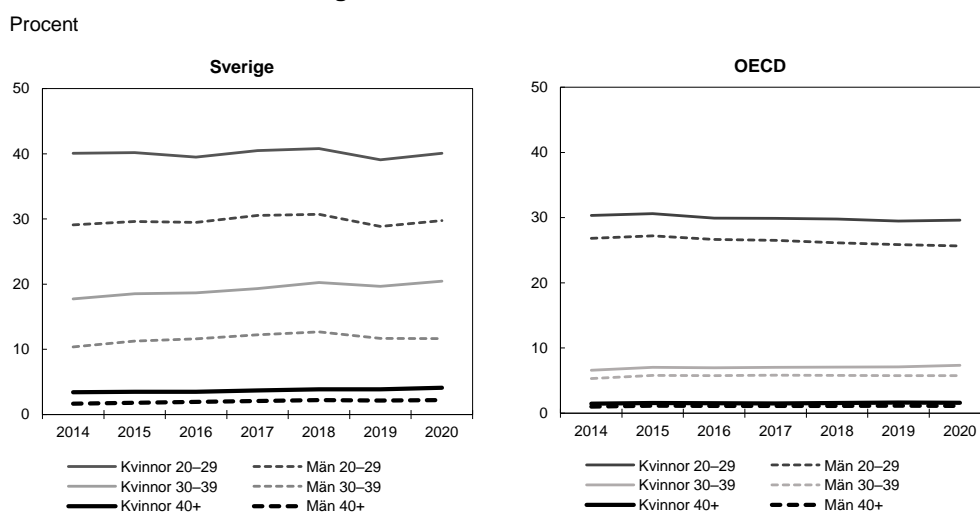 Procent
Sverige
50
40
30
20
10
0
2014 2015 2016 2017 2018 2019 2020
Kvinnor 20–29 Män 20–29
Kvinnor 30–39 Män 30–39
Kvinnor 40+ Män 40+
OECD
50
40
30
20
10
0
2014 2015 2016 2017 2018 2019 2020
Kvinnor 20–29 Män 20–29
Kvinnor 30–39 Män 30–39
Kvinnor 40+ Män 40+